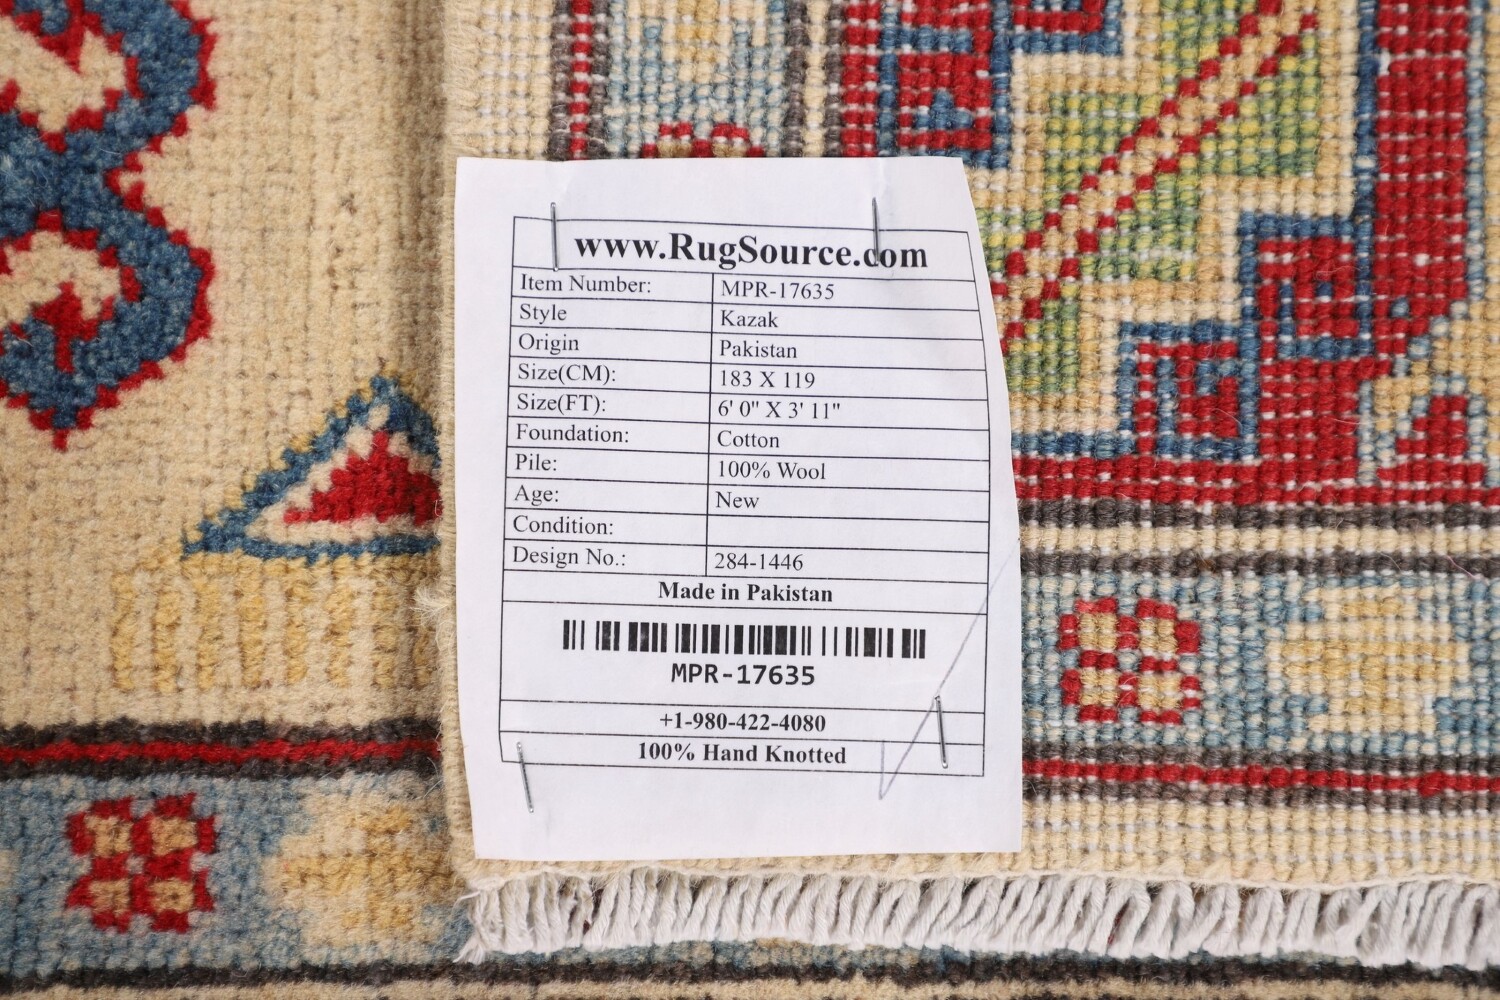 www.RugSource.com
Item Number: MPR-17635
Style Kazak
Origin Pakistan
Size(CM): 183 X 119
Size(FT): 6' 0" X 3' 11"
Foundation: Cotton
Pile: 100% Wool
Age: New
Condition:
Design No.: 284-1446
Made in Pakistan
MPR-17635
+1-980-422-4080
100% Hand Knotted